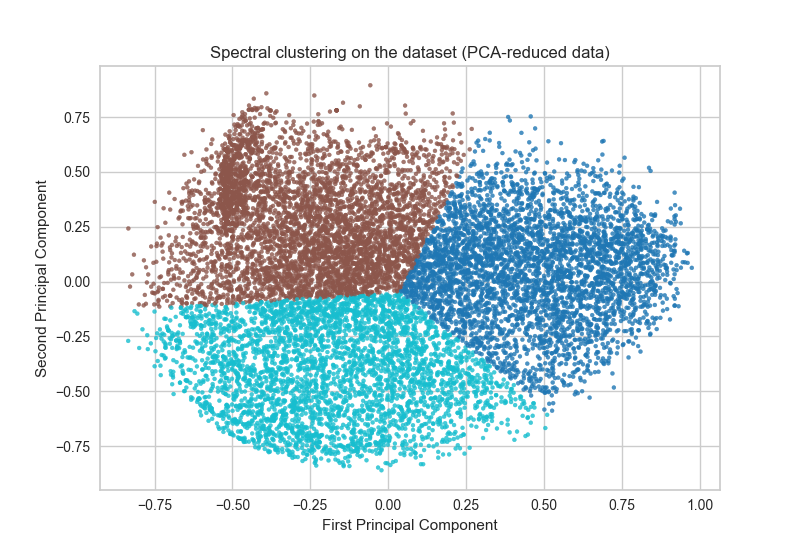 Spectral clustering on the dataset (PCA-reduced data)
Second Principal Component
0.75
0.50
0.25
0.00
−0.25
−0.50
−0.75
−0.75 −0.50 −0.25 0.00 0.25 0.50 0.75 1.00
First Principal Component